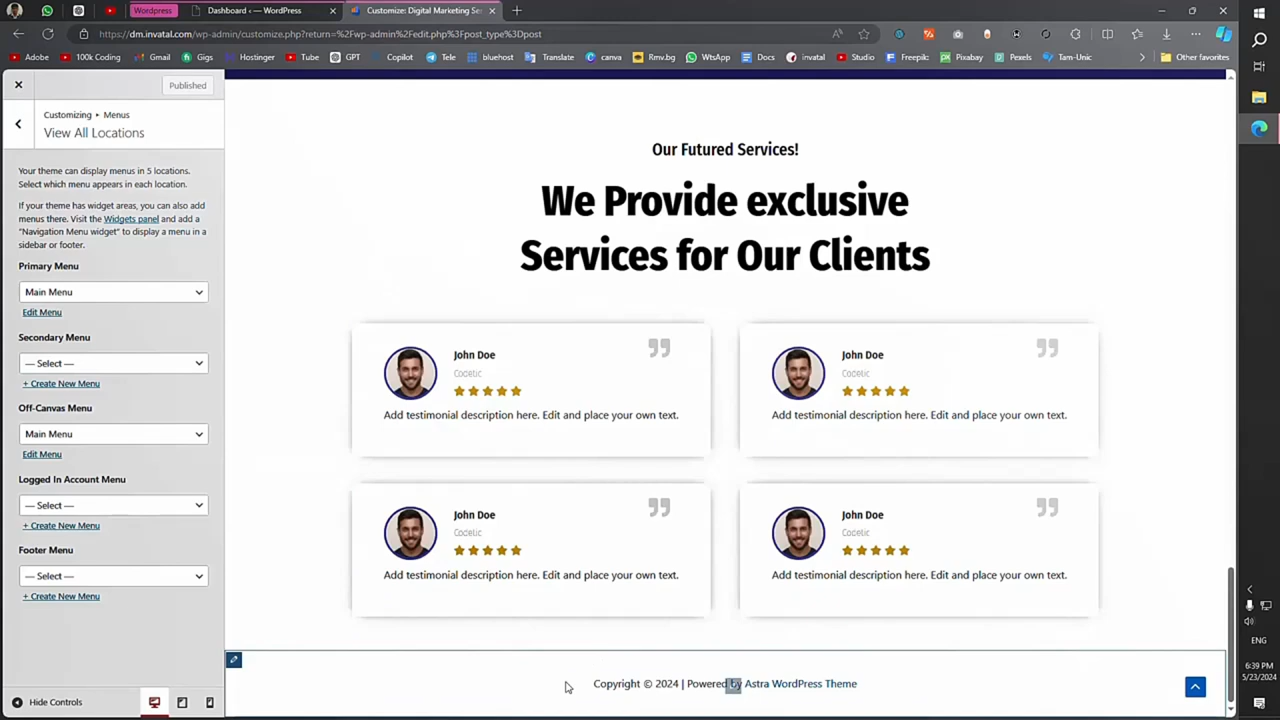 Wordpress
Dashboard ‹ — WordPress
Customize: Digital Marketing Se
https://dm.invatal.com/wp-admin/customize.php?return=%2Fwp-admin%2Fedit.php%3Fpost_type%3Dpost
Adobe
100k Coding
Gmail
Gigs
Hostinger
Tube
GPT
Copilot
Tele
bluehost
Translate
canva
Rmv.bg
WtsApp
Docs
invatal
Studio
Freepik:
Pixabay
Pexels
Tam-Unic
Other favorites
Published
Customizing ▸ Menus
View All Locations
Your theme can display menus in 5 locations.
Select which menu appears in each location.
If your theme has widget areas, you can also add
menus there. Visit the Widgets panel and add a
“Navigation Menu widget” to display a menu in a
sidebar or footer.
Primary Menu
Main Menu
Edit Menu
Secondary Menu
— Select —
+ Create New Menu
Off-Canvas Menu
Main Menu
Edit Menu
Logged In Account Menu
— Select —
+ Create New Menu
Footer Menu
— Select —
+ Create New Menu
Hide Controls
Our Futured Services!
We Provide exclusive
Services for Our Clients
John Doe
Codetic
Add testimonial description here. Edit and place your own text.
John Doe
Codetic
Add testimonial description here. Edit and place your own text.
John Doe
Codetic
Add testimonial description here. Edit and place your own text.
John Doe
Codetic
Add testimonial description here. Edit and place your own text.
Copyright © 2024 | Powered by Astra WordPress Theme
ENG
6:39 PM
5/23/2024